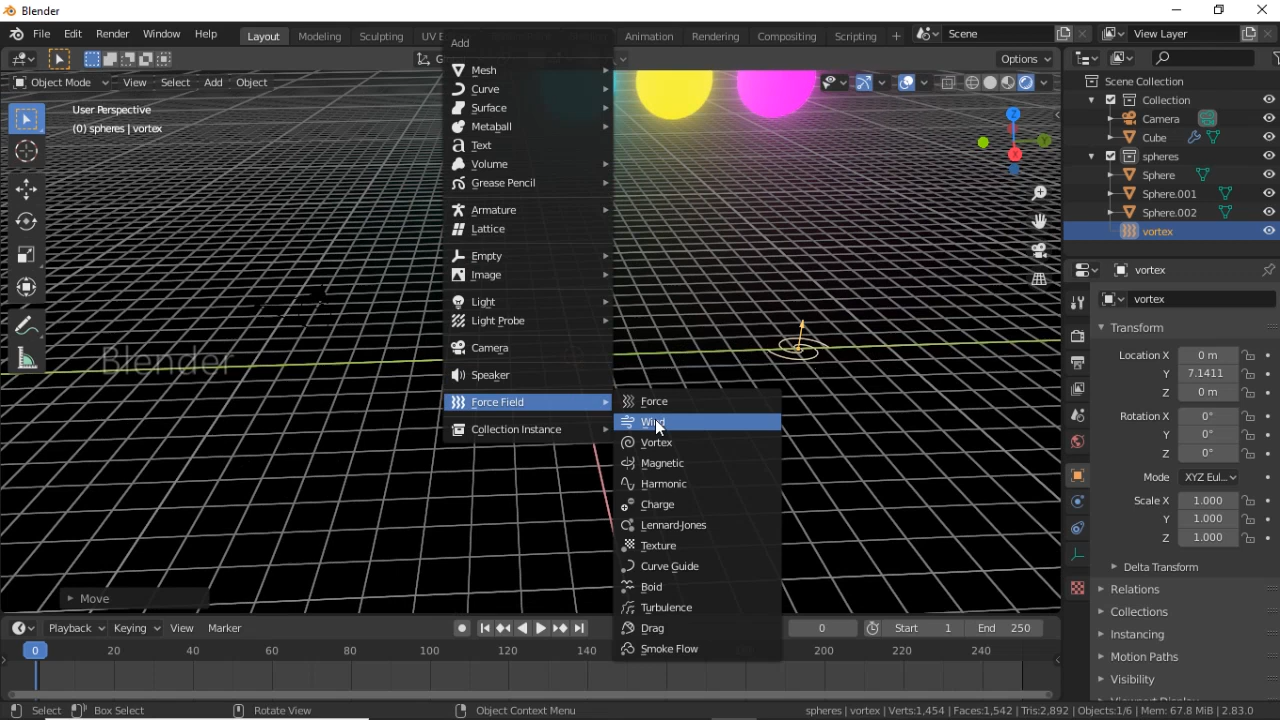 Blender
File Edit Render Window Help Layout Modeling Sculpting UV E Animation Rendering Compositing Scripting Scene View Layer
Options
Object Mode View Select Add Object
User Perspective
(0) spheres | vortex
Blender
Move
Add
Mesh
Curve
Surface
Metaball
Text
Volume
Grease Pencil
Armature
Lattice
Empty
Image
Light
Light Probe
Camera
Speaker
Force Field
Collection Instance
Force
Wind
Vortex
Magnetic
Harmonic
Charge
Lennard-Jones
Texture
Curve Guide
Boid
Turbulence
Drag
Smoke Flow
Z
Scene Collection
Collection
Camera
Cube
spheres
Sphere
Sphere.001
Sphere.002
vortex
vortex
vortex
Transform
Location X 0 m
Y 7.1411
Z 0 m
Rotation X 0°
Y 0°
Z 0°
Mode XYZ Eul...
Scale X 1.000
Y 1.000
Z 1.000
Delta Transform
Relations
Collections
Instancing
Motion Paths
Visibility
Playback Keying View Marker 0 Start 1 End 250
0 20 40 60 80 100 120 140 200 220 240
Select Box Select Rotate View Object Context Menu spheres | vortex | Verts:1,454 | Faces:1,542 | Tris:2,892 | Objects:1/6 | Mem: 67.8 MiB | 2.83.0